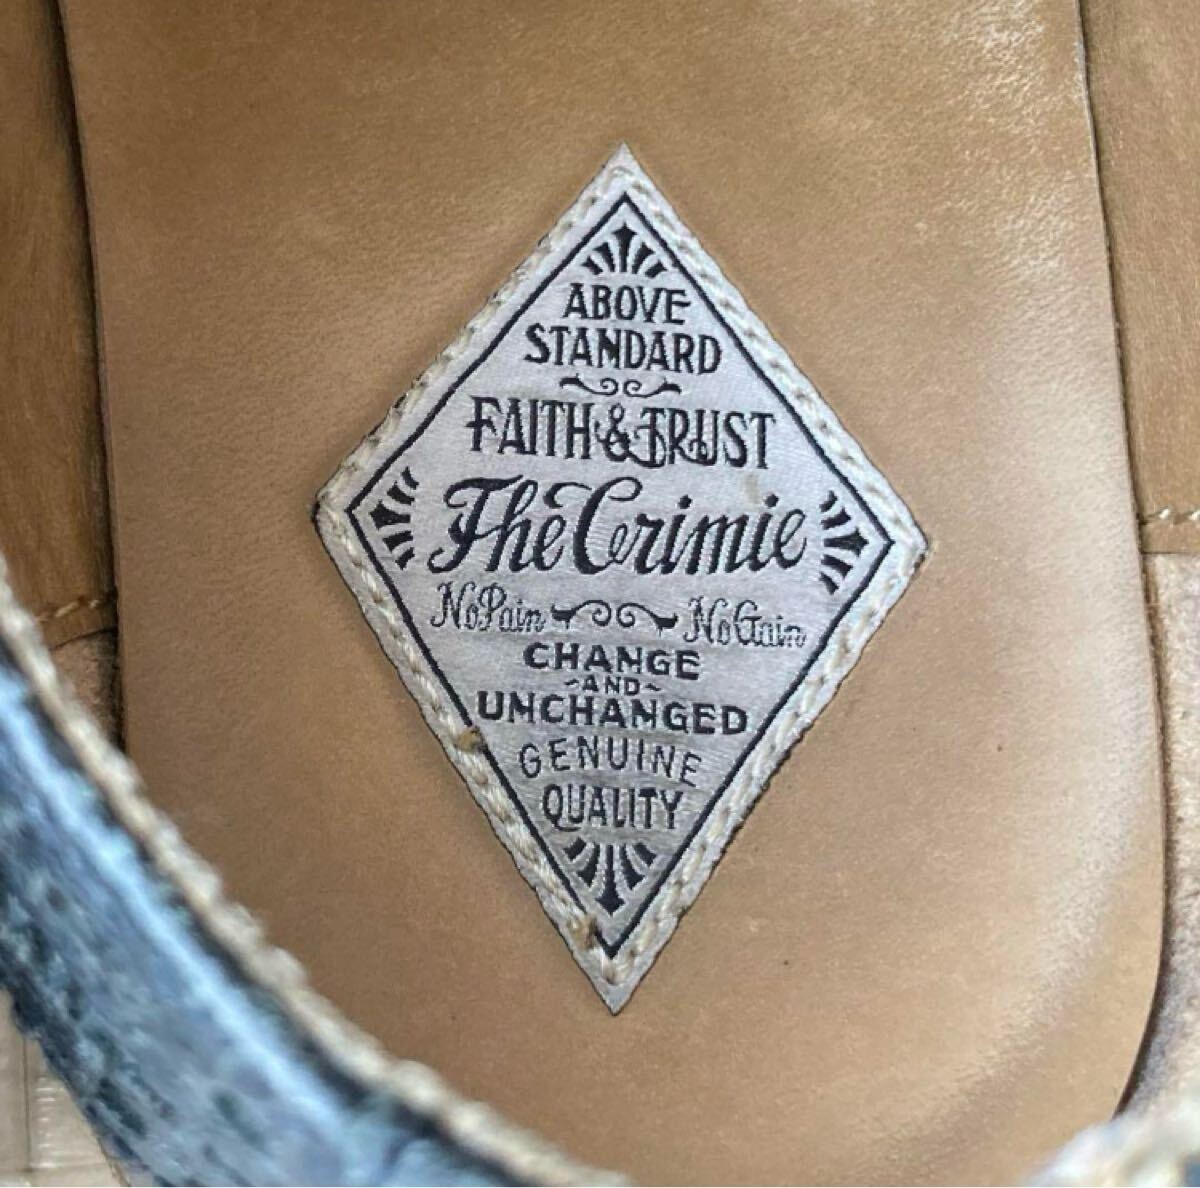 ABOVE
STANDARD
FAITH & TRUST
The Crimie
No Pain No Gain
CHANGE
~AND~
UNCHANGED
GENUINE
QUALITY